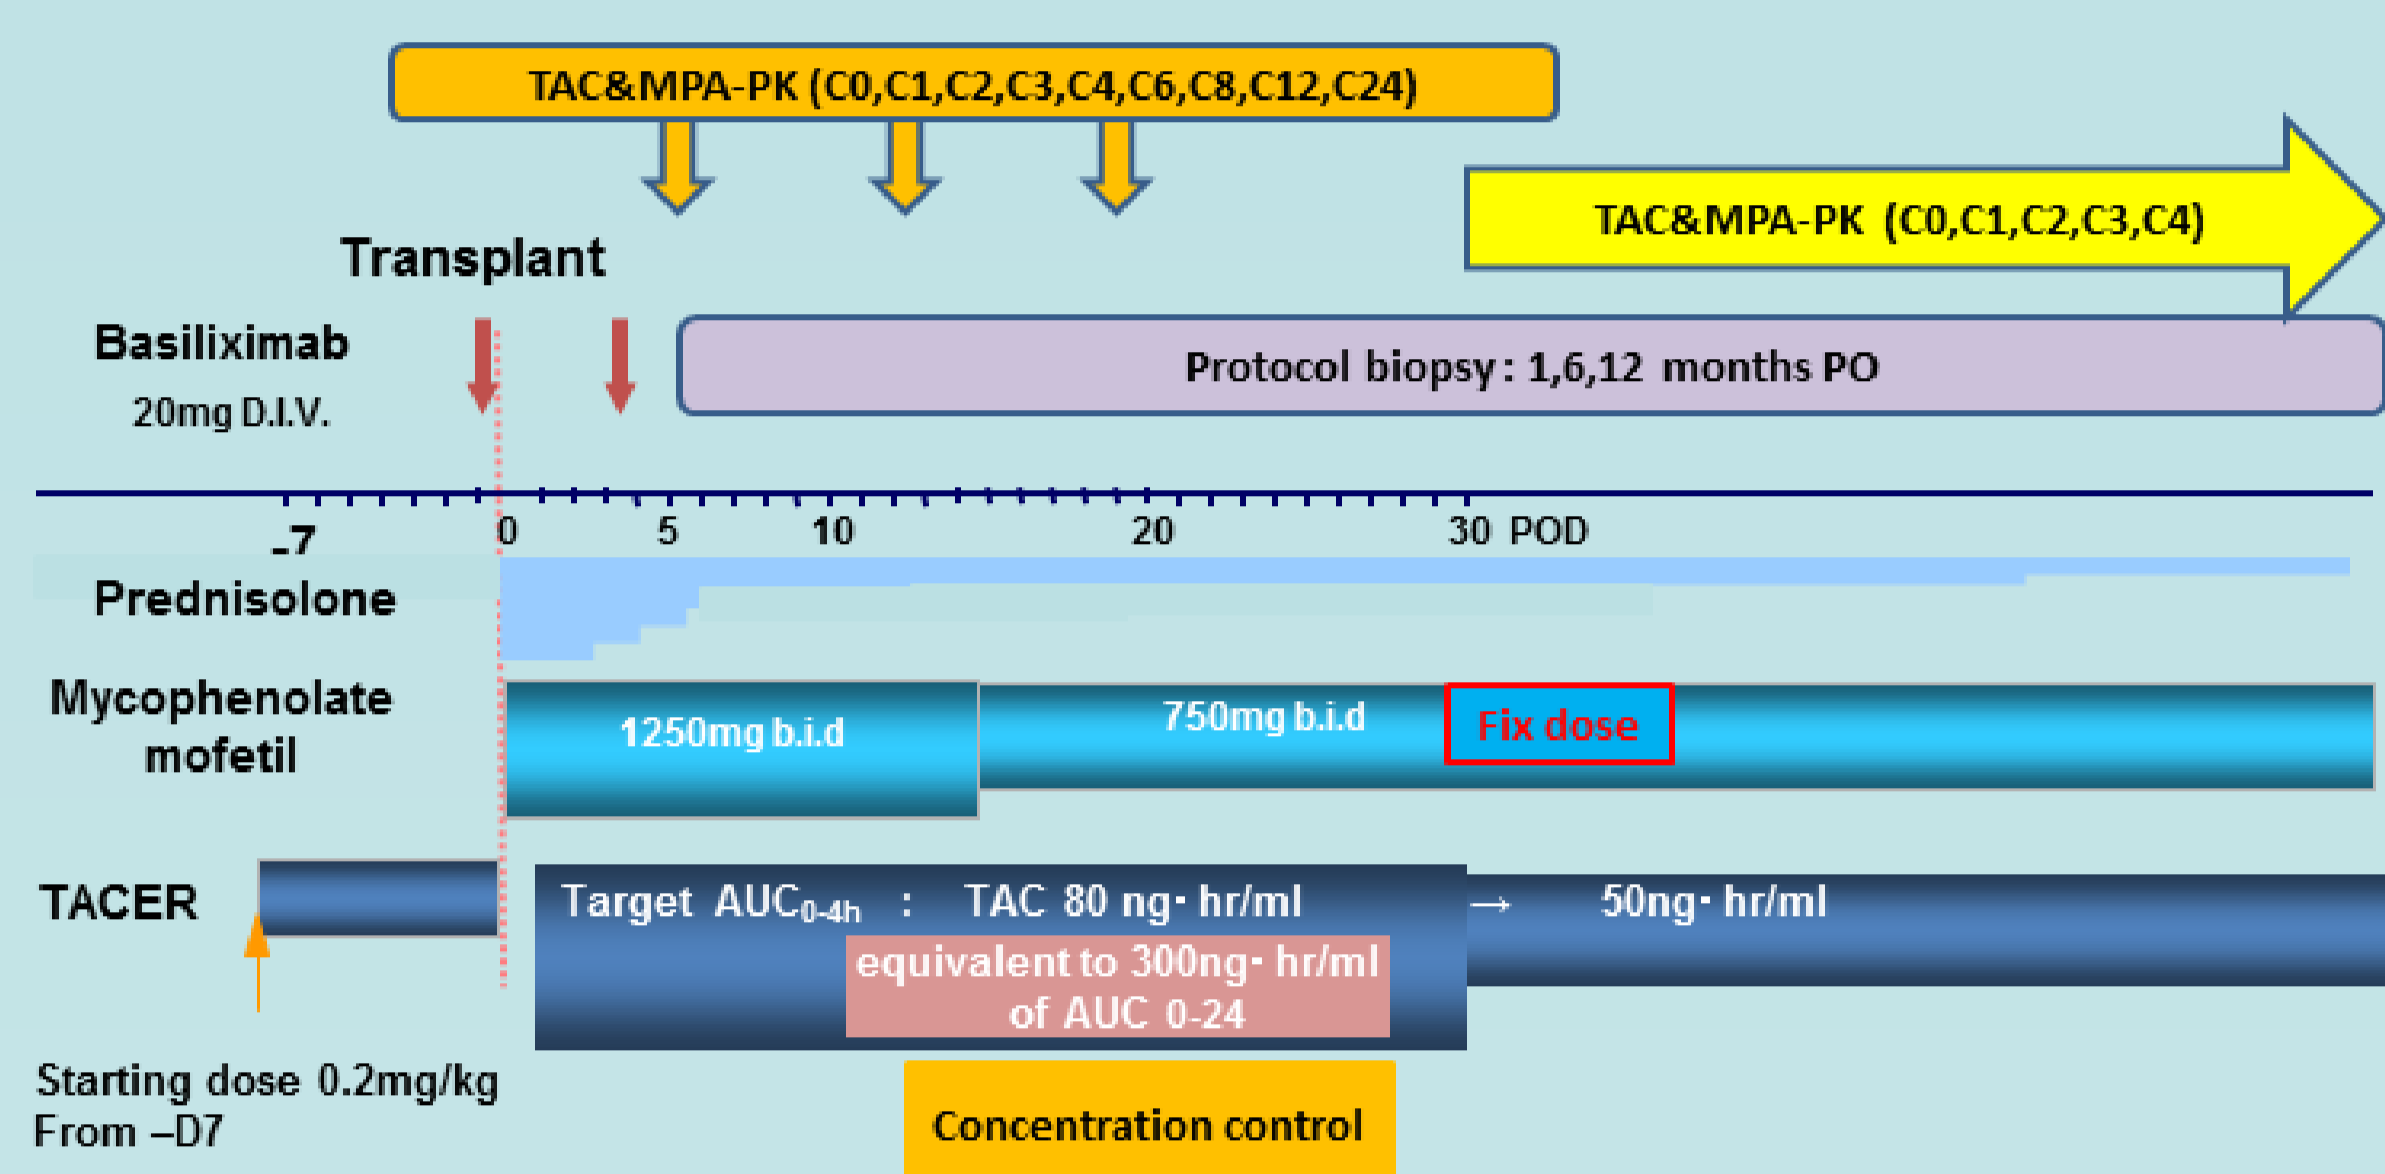 TAC&MPA-PK (C0,C1,C2,C3,C4,C6,C8,C12,C24)
TAC&MPA-PK (C0,C1,C2,C3,C4)
Transplant
Basiliximab
20mg D.I.V.
Protocol biopsy : 1,6,12 months PO
-7 0 5 10 20 30 POD
Prednisolone
Mycophenolate
mofetil
1250mg b.i.d
750mg b.i.d
Fix dose
TACER
Target AUC0-4h : TAC 80 ng· hr/ml → 50ng· hr/ml
equivalent to 300ng· hr/ml
of AUC 0-24
Starting dose 0.2mg/kg
From –D7
Concentration control